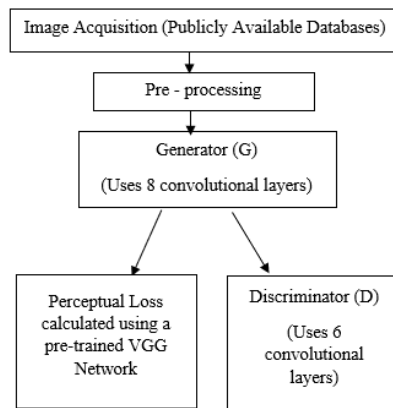 Image Acquisition (Publicly Available Databases)
Pre - processing
Generator (G)
(Uses 8 convolutional layers)
Perceptual Loss
calculated using a
pre-trained VGG
Network
Discriminator (D)
(Uses 6
convolutional
layers)